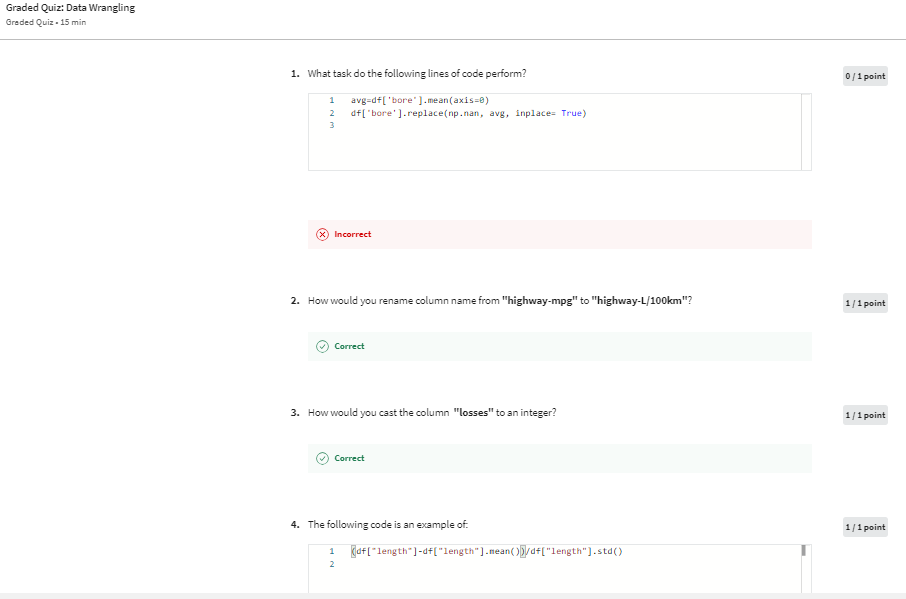 Graded Quiz: Data Wrangling
Graded Quiz • 15 min
1. What task do the following lines of code perform?
0 / 1 point
1 avg=df['bore'].mean(axis=0)
2 df['bore'].replace(np.nan, avg, inplace= True)
3
Incorrect
2. How would you rename column name from "highway-mpg" to "highway-L/100km"?
1 / 1 point
Correct
3. How would you cast the column "losses" to an integer?
1 / 1 point
Correct
4. The following code is an example of:
1 / 1 point
1 (df["length"]-df["length"].mean())/df["length"].std()
2